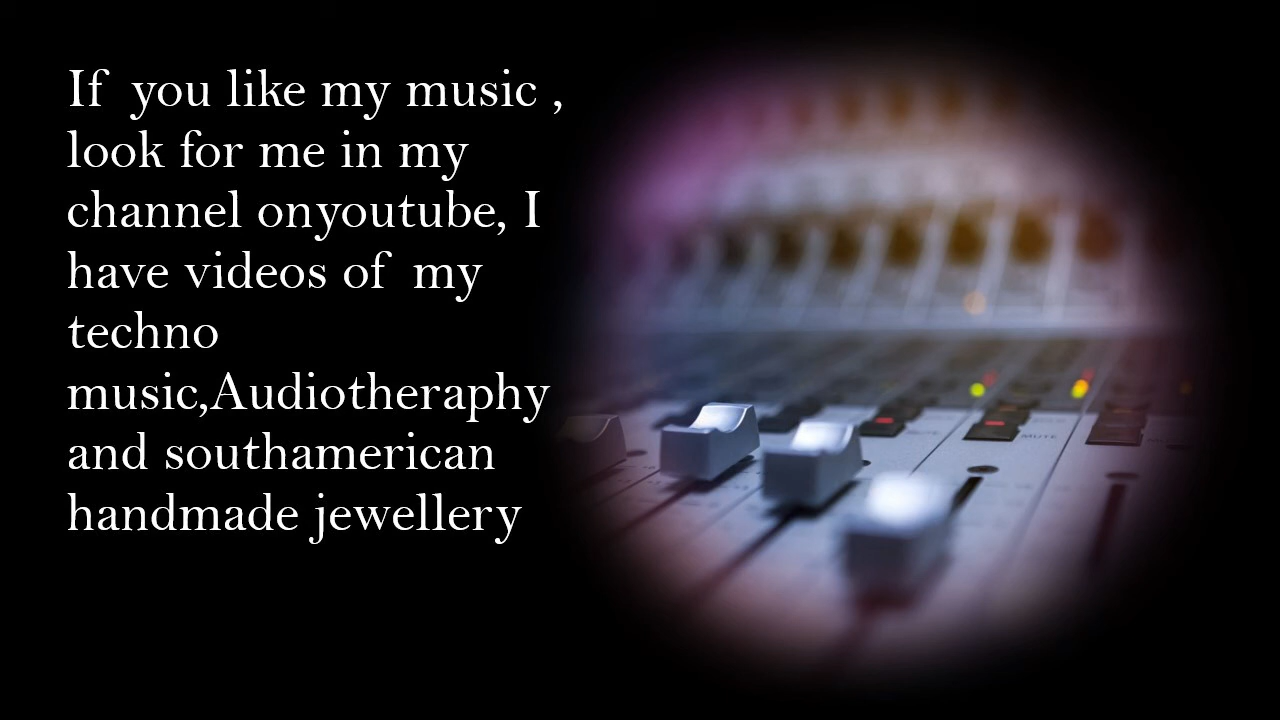 If  you like my music ,
look for me in my
channel onyoutube, I
have videos of  my
techno
music,Audiotheraphy
and southamerican
handmade jewellery
MUTE